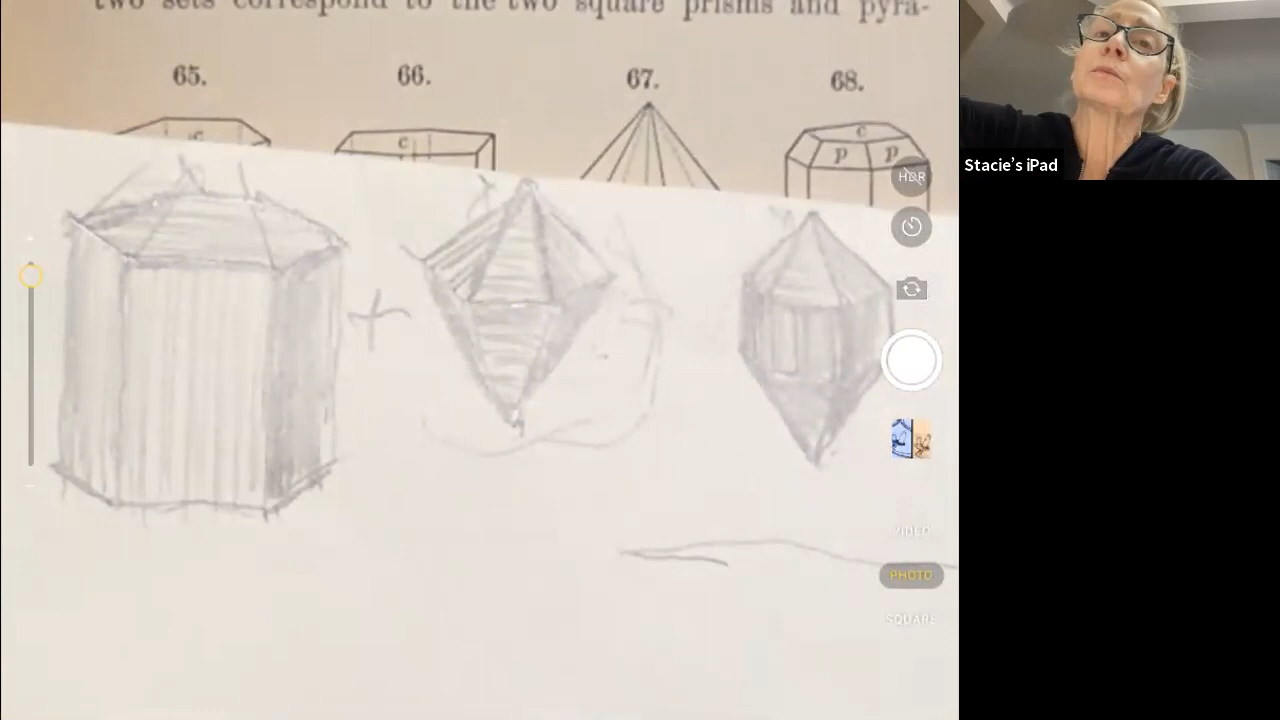 two sets correspond to the two square prisms and pyra-
65. 66. 67. 68.
c c c
p p
HDR
VIDEO
PHOTO
SQUARE
Stacie's iPad